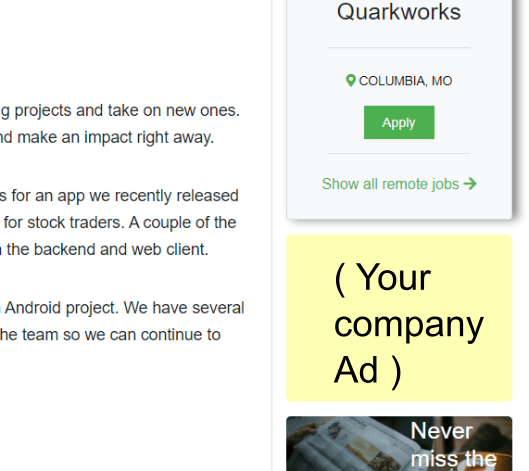 g projects and take on new ones.
nd make an impact right away.
s for an app we recently released
for stock traders. A couple of the
the backend and web client.
Android project. We have several
he team so we can continue to
Quarkworks
COLUMBIA, MO
Apply
Show all remote jobs →
( Your
company
Ad )
Never
miss the